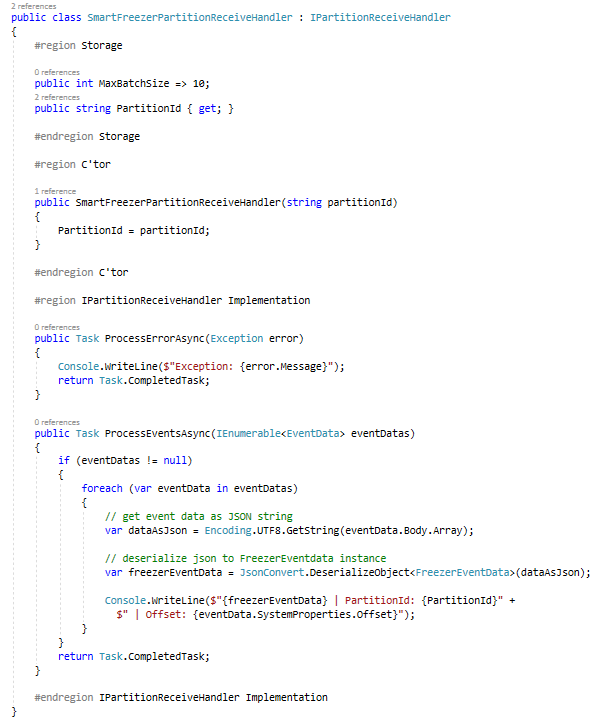 2 references
public class SmartFreezerPartitionReceiveHandler : IPartitionReceiveHandler
{
#region Storage
0 references
public int MaxBatchSize => 10;
2 references
public string PartitionId { get; }
#endregion Storage
#region C'tor
1 reference
public SmartFreezerPartitionReceiveHandler(string partitionId)
{
PartitionId = partitionId;
}
#endregion C'tor
#region IPartitionReceiveHandler Implementation
0 references
public Task ProcessErrorAsync(Exception error)
{
Console.WriteLine($"Exception: {error.Message}");
return Task.CompletedTask;
}
0 references
public Task ProcessEventsAsync(IEnumerable<EventData> eventDatas)
{
if (eventDatas != null)
{
foreach (var eventData in eventDatas)
{
// get event data as JSON string
var dataAsJson = Encoding.UTF8.GetString(eventData.Body.Array);
// deserialize json to FreezerEventdata instance
var freezerEventData = JsonConvert.DeserializeObject<FreezerEventData>(dataAsJson);
Console.WriteLine($"{freezerEventData} | PartitionId: {PartitionId}" +
$" | Offset: {eventData.SystemProperties.Offset}");
}
}
return Task.CompletedTask;
}
#endregion IPartitionReceiveHandler Implementation
}